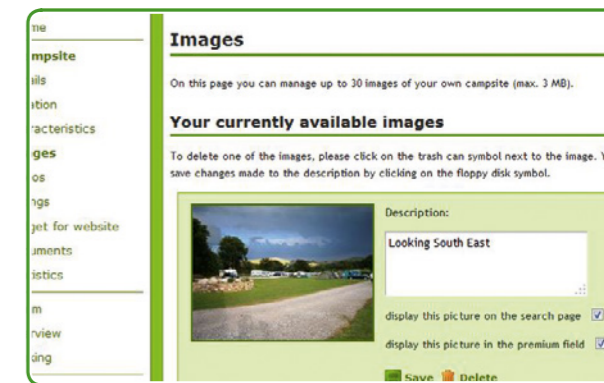 me
mpsite
ails
ation
racteristics
ges
os
ngs
get for website
uments
istics
m
rview
king
Images
On this page you can manage up to 30 images of your own campsite (max. 3 MB).
Your currently available images
To delete one of the images, please click on the trash can symbol next to the image. Y
save changes made to the description by clicking on the floppy disk symbol.
Description:
Looking South East
display this picture on the search page
display this picture in the premium field
Save Delete